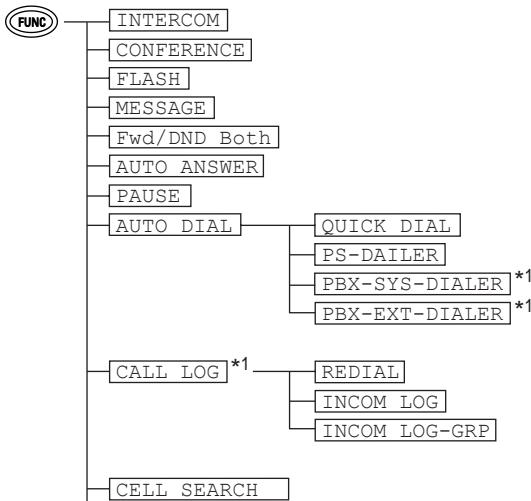 FUNC
INTERCOM
CONFERENCE
FLASH
MESSAGE
Fwd/DND Both
AUTO ANSWER
PAUSE
AUTO DIAL
QUICK DIAL
PS-DAILER
PBX-SYS-DIALER *1
PBX-EXT-DIALER *1
CALL LOG *1
REDIAL
INCOM LOG
INCOM LOG-GRP
CELL SEARCH